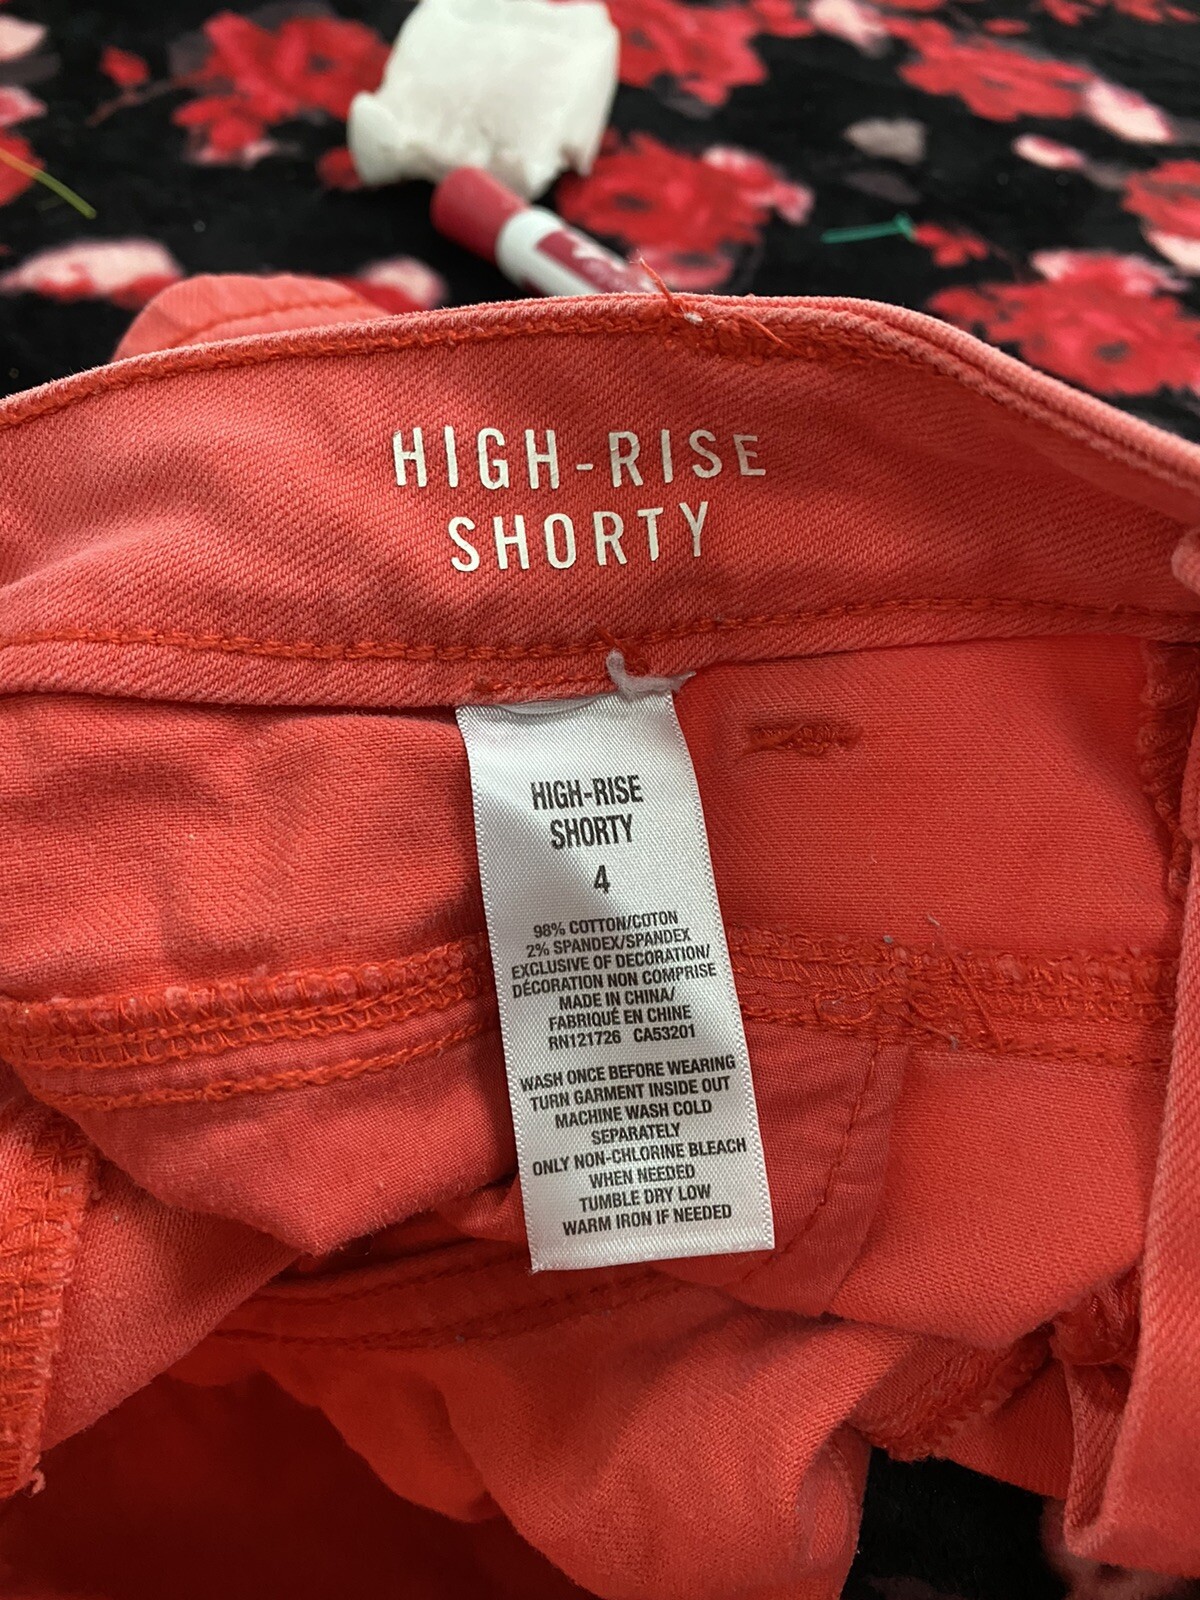 HIGH-RISE
SHORTY
HIGH-RISE
SHORTY
4
98% COTTON/COTON
2% SPANDEX/SPANDEX
EXCLUSIVE OF DECORATION/
DÉCORATION NON COMPRISE
MADE IN CHINA/
FABRIQUÉ EN CHINE
RN121726 CA53201
WASH ONCE BEFORE WEARING
TURN GARMENT INSIDE OUT
MACHINE WASH COLD
SEPARATELY
ONLY NON-CHLORINE BLEACH
WHEN NEEDED
TUMBLE DRY LOW
WARM IRON IF NEEDED